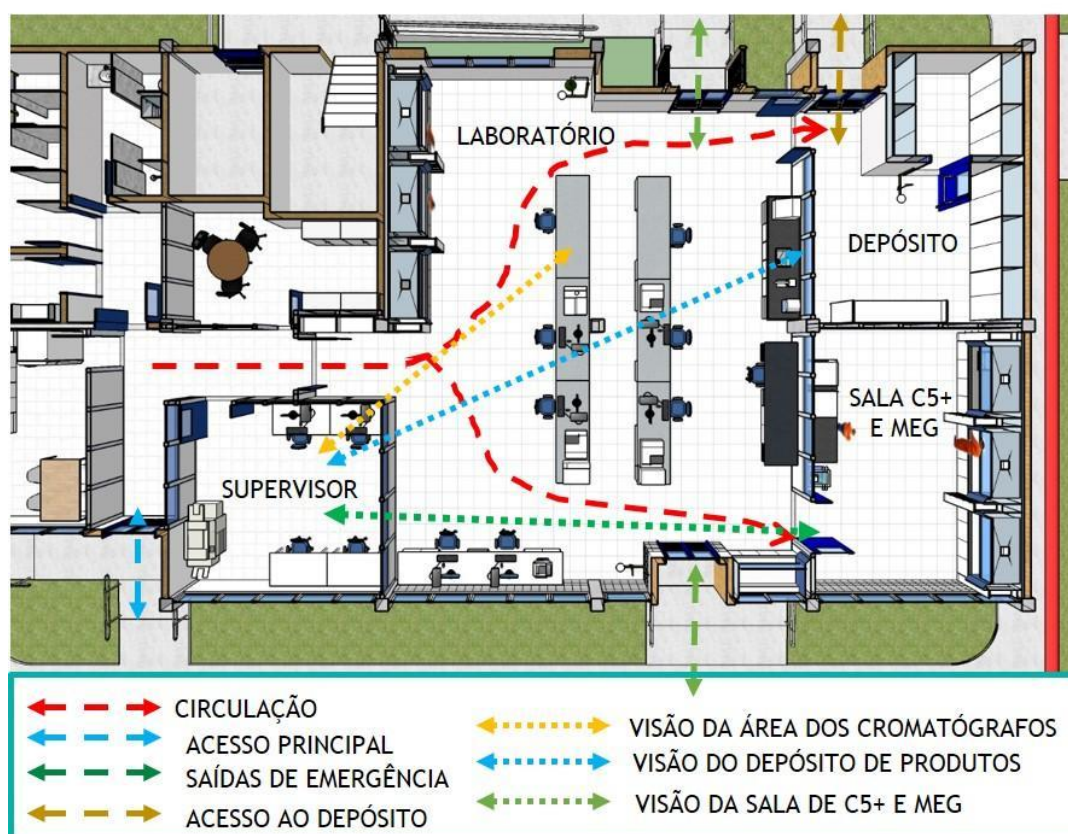 LABORATÓRIO
DEPÓSITO
SALA C5+
E MEG
SUPERVISOR
CIRCULAÇÃO
ACESSO PRINCIPAL
SAÍDAS DE EMERGÊNCIA
ACESSO AO DEPÓSITO
VISÃO DA ÁREA DOS CROMATÓGRAFOS
VISÃO DO DEPÓSITO DE PRODUTOS
VISÃO DA SALA DE C5+ E MEG